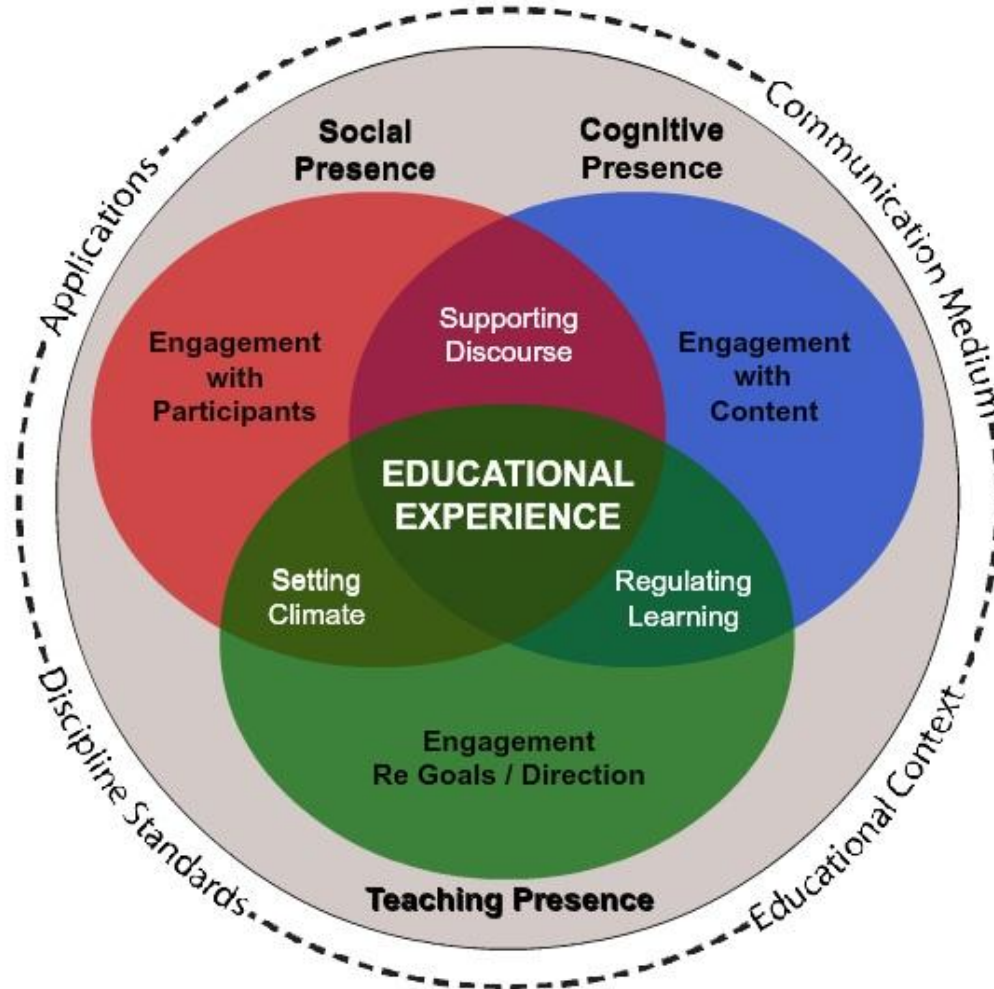 Social
Presence
Cognitive
Presence
Communication Medium
Applications
Engagement
with
Participants
Supporting
Discourse
Engagement
with
Content
EDUCATIONAL
EXPERIENCE
Setting
Climate
Regulating
Learning
Engagement
Re Goals / Direction
Teaching Presence
Discipline Standards
Educational Context